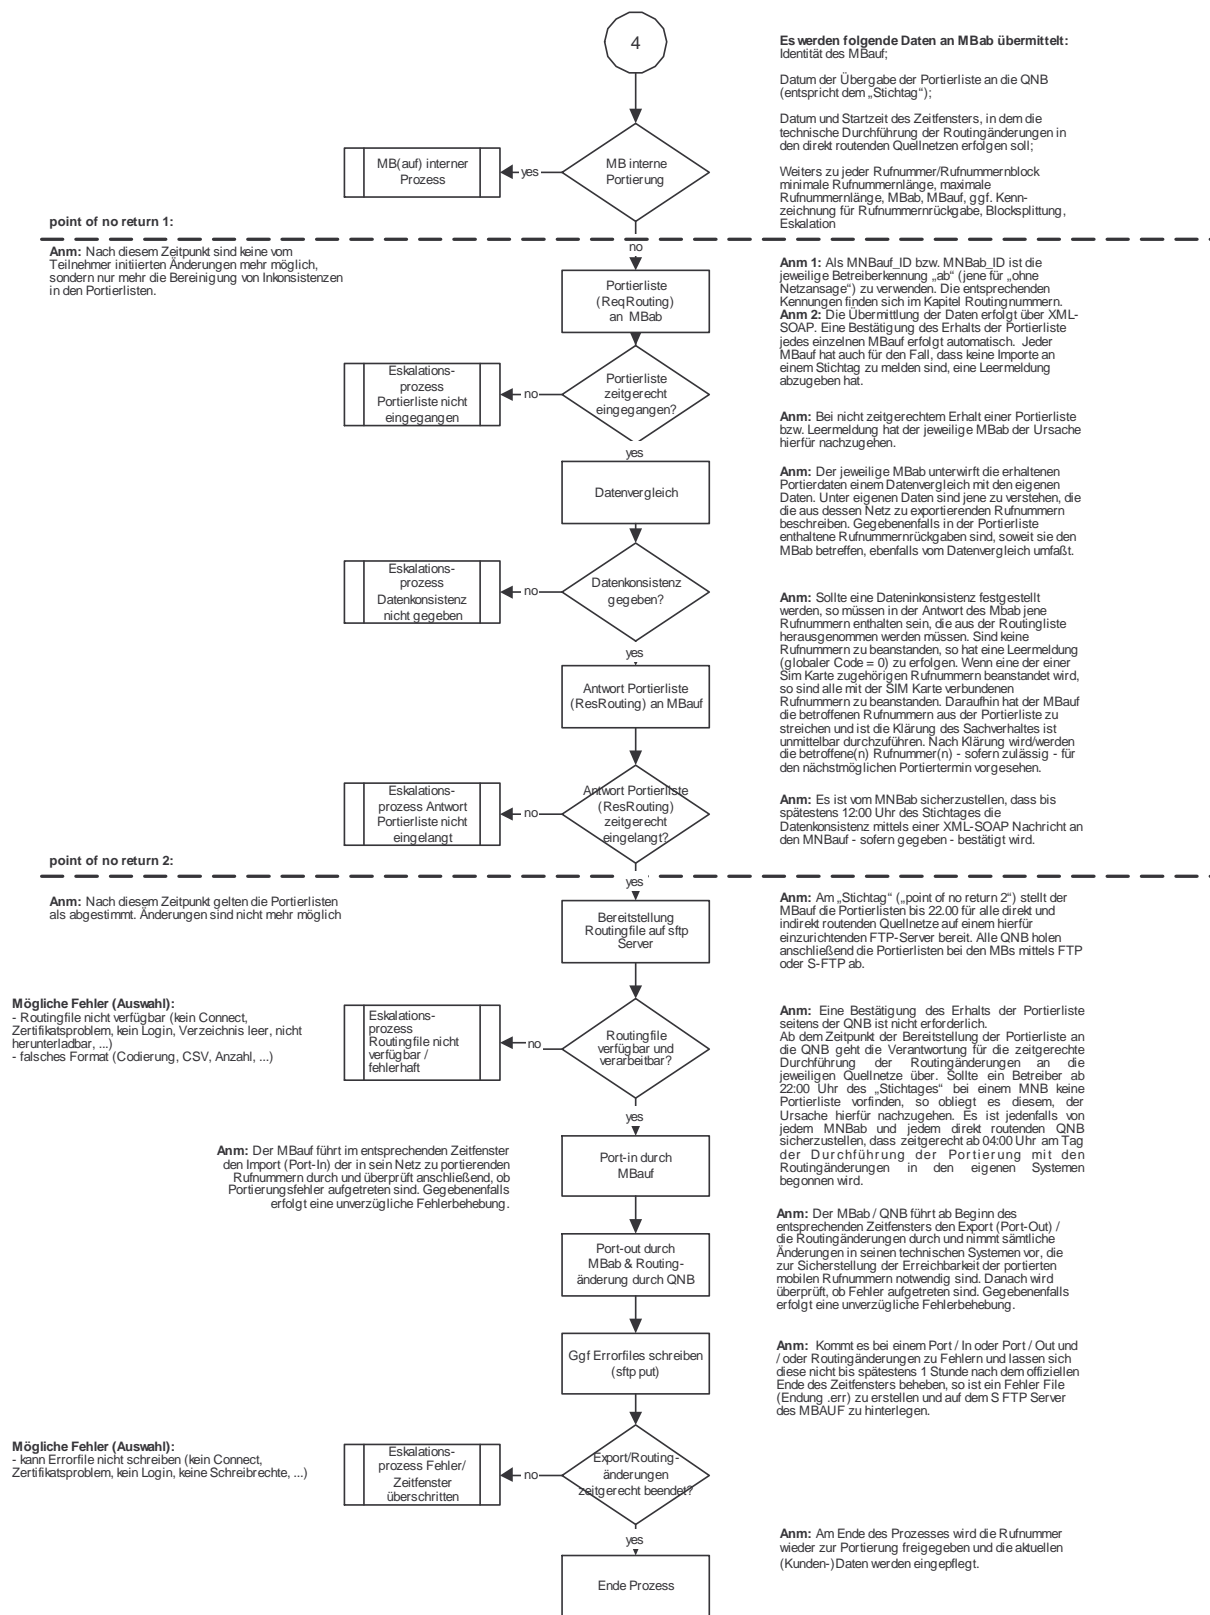 4
Es werden folgende Daten an MBab übermittelt:
Identität des MBauf;
Datum der Übergabe der Portierliste an die QNB
(entspricht dem „Stichtag“);
Datum und Startzeit des Zeitfensters, in dem die
technische Durchführung der Routingänderungen in
den direkt routenden Quellnetzen erfolgen soll;
Weiters zu jeder Rufnummer/Rufnummernblock
minimale Rufnummernlänge, maximale
Rufnummernlänge, MBab, MBauf, ggf. Kenn-
zeichnung für Rufnummernrückgabe, Blocksplittung,
Eskalation
MB interne
Portierung
yes
MB(auf) interner
Prozess
point of no return 1:
no
Anm: Nach diesem Zeitpunkt sind keine vom
Teilnehmer initiierten Änderungen mehr möglich,
sondern nur mehr die Bereinigung von Inkonsistenzen
in den Portierlisten.
Portierliste
(ReqRouting)
an MBab
Anm 1: Als MNBauf_ID bzw. MNBab_ID ist die
jeweilige Betreiberkennung „ab“ (jene für „ohne
Netzansage“) zu verwenden. Die entsprechenden
Kennungen finden sich im Kapitel Routingnummern.
Anm 2: Die Übermittlung der Daten erfolgt über XML-
SOAP. Eine Bestätigung des Erhalts der Portierliste
jedes einzelnen MBauf erfolgt automatisch. Jeder
MBauf hat auch für den Fall, dass keine Importe an
einem Stichtag zu melden sind, eine Leermeldung
abzugeben hat.
Portierliste
zeitgerecht
eingegangen?
no
Eskalations-
prozess
Portierliste nicht
eingegangen
Anm: Bei nicht zeitgerechtem Erhalt einer Portierliste
bzw. Leermeldung hat der jeweilige MBab der Ursache
hierfür nachzugehen.
yes
Datenvergleich
Anm: Der jeweilige MBab unterwirft die erhaltenen
Portierdaten einem Datenvergleich mit den eigenen
Daten. Unter eigenen Daten sind jene zu verstehen, die
die aus dessen Netz zu exportierenden Rufnummern
beschreiben. Gegebenenfalls in der Portierliste
enthaltene Rufnummernrückgaben sind, soweit sie den
MBab betreffen, ebenfalls vom Datenvergleich umfaßt.
Datenkonsistenz
gegeben?
no
Eskalations-
prozess
Datenkonsistenz
nicht gegeben
yes
Anm: Sollte eine Dateninkonsistenz festgestellt
werden, so müssen in der Antwort des Mbab jene
Rufnummern enthalten sein, die aus der Routingliste
herausgenommen werden müssen. Sind keine
Rufnummern zu beanstanden, so hat eine Leermeldung
(globaler Code = 0) zu erfolgen. Wenn eine der einer
Sim Karte zugehörigen Rufnummern beanstandet wird,
so sind alle mit der SIM Karte verbundenen
Rufnummern zu beanstanden. Daraufhin hat der MBauf
die betroffenen Rufnummern aus der Portierliste zu
streichen und ist die Klärung des Sachverhaltes ist
unmittelbar durchzuführen. Nach Klärung wird/werden
die betroffene(n) Rufnummer(n) - sofern zulässig - für
den nächstmöglichen Portiertermin vorgesehen.
Antwort Portierliste
(ResRouting) an MBauf
Antwort Portierliste
(ResRouting)
zeitgerecht
eingelangt?
no
Eskalations-
prozess Antwort
Portierliste nicht
eingelangt
Anm: Es ist vom MNBab sicherzustellen, dass bis
spätestens 12:00 Uhr des Stichtages die
Datenkonsistenz mittels einer XML-SOAP Nachricht an
den MNBauf - sofern gegeben - bestätigt wird.
point of no return 2:
yes
Anm: Nach diesem Zeitpunkt gelten die Portierlisten
als abgestimmt. Änderungen sind nicht mehr möglich
Bereitstellung
Routingfile auf sftp
Server
Anm: Am „Stichtag“ („point of no return 2“) stellt der
MBauf die Portierlisten bis 22.00 für alle direkt und
indirekt routenden Quellnetze auf einem hierfür
einzurichtenden FTP-Server bereit. Alle QNB holen
anschließend die Portierlisten bei den MBs mittels FTP
oder S-FTP ab.
Mögliche Fehler (Auswahl):
- Routingfile nicht verfügbar (kein Connect,
Zertifikatsproblem, kein Login, Verzeichnis leer, nicht
herunterladbar, ...)
- falsches Format (Codierung, CSV, Anzahl, ...)
Eskalations-
prozess
Routingfile nicht
verfügbar /
fehlerhaft
no
Routingfile
verfügbar und
verarbeitbar?
Anm: Eine Bestätigung des Erhalts der Portierliste
seitens der QNB ist nicht erforderlich.
Ab dem Zeitpunkt der Bereitstellung der Portierliste an
die QNB geht die Verantwortung für die zeitgerechte
Durchführung der Routingänderungen an die
jeweiligen Quellnetze über. Sollte ein Betreiber ab
22:00 Uhr des „Stichtages“ bei einem MNB keine
Portierliste vorfinden, so obliegt es diesem, der
Ursache hierfür nachzugehen. Es ist jedenfalls von
jedem MNBab und jedem direkt routenden QNB
sicherzustellen, dass zeitgerecht ab 04:00 Uhr am Tag
der Durchführung der Portierung mit den
Routingänderungen in den eigenen Systemen
begonnen wird.
yes
Port-in durch
MBauf
Anm: Der MBauf führt im entsprechenden Zeitfenster
den Import (Port-In) der in sein Netz zu portierenden
Rufnummern durch und überprüft anschließend, ob
Portierungsfehler aufgetreten sind. Gegebenenfalls
erfolgt eine unverzügliche Fehlerbehebung.
Port-out durch
MBab & Routing-
änderung durch QNB
Anm: Der MBab / QNB führt ab Beginn des
entsprechenden Zeitfensters den Export (Port-Out) /
die Routingänderungen durch und nimmt sämtliche
Änderungen in seinen technischen Systemen vor, die
zur Sicherstellung der Erreichbarkeit der portierten
mobilen Rufnummern notwendig sind. Danach wird
überprüft, ob Fehler aufgetreten sind. Gegebenenfalls
erfolgt eine unverzügliche Fehlerbehebung.
Ggf Errorfiles schreiben
(sftp put)
Anm: Kommt es bei einem Port / In oder Port / Out und
/ oder Routingänderungen zu Fehlern und lassen sich
diese nicht bis spätestens 1 Stunde nach dem offiziellen
Ende des Zeitfensters beheben, so ist ein Fehler File
(Endung .err) zu erstellen und auf dem S FTP Server
des MBAUF zu hinterlegen.
Mögliche Fehler (Auswahl):
- kann Errorfile nicht schreiben (kein Connect,
Zertifikatsproblem, kein Login, keine Schreibrechte, ...)
Eskalations-
prozess Fehler/
Zeitfenster
überschritten
no
Export/Routing-
änderungen
zeitgerecht beendet?
yes
Anm: Am Ende des Prozesses wird die Rufnummer
wieder zur Portierung freigegeben und die aktuellen
(Kunden-)Daten werden eingepflegt.
Ende Prozess